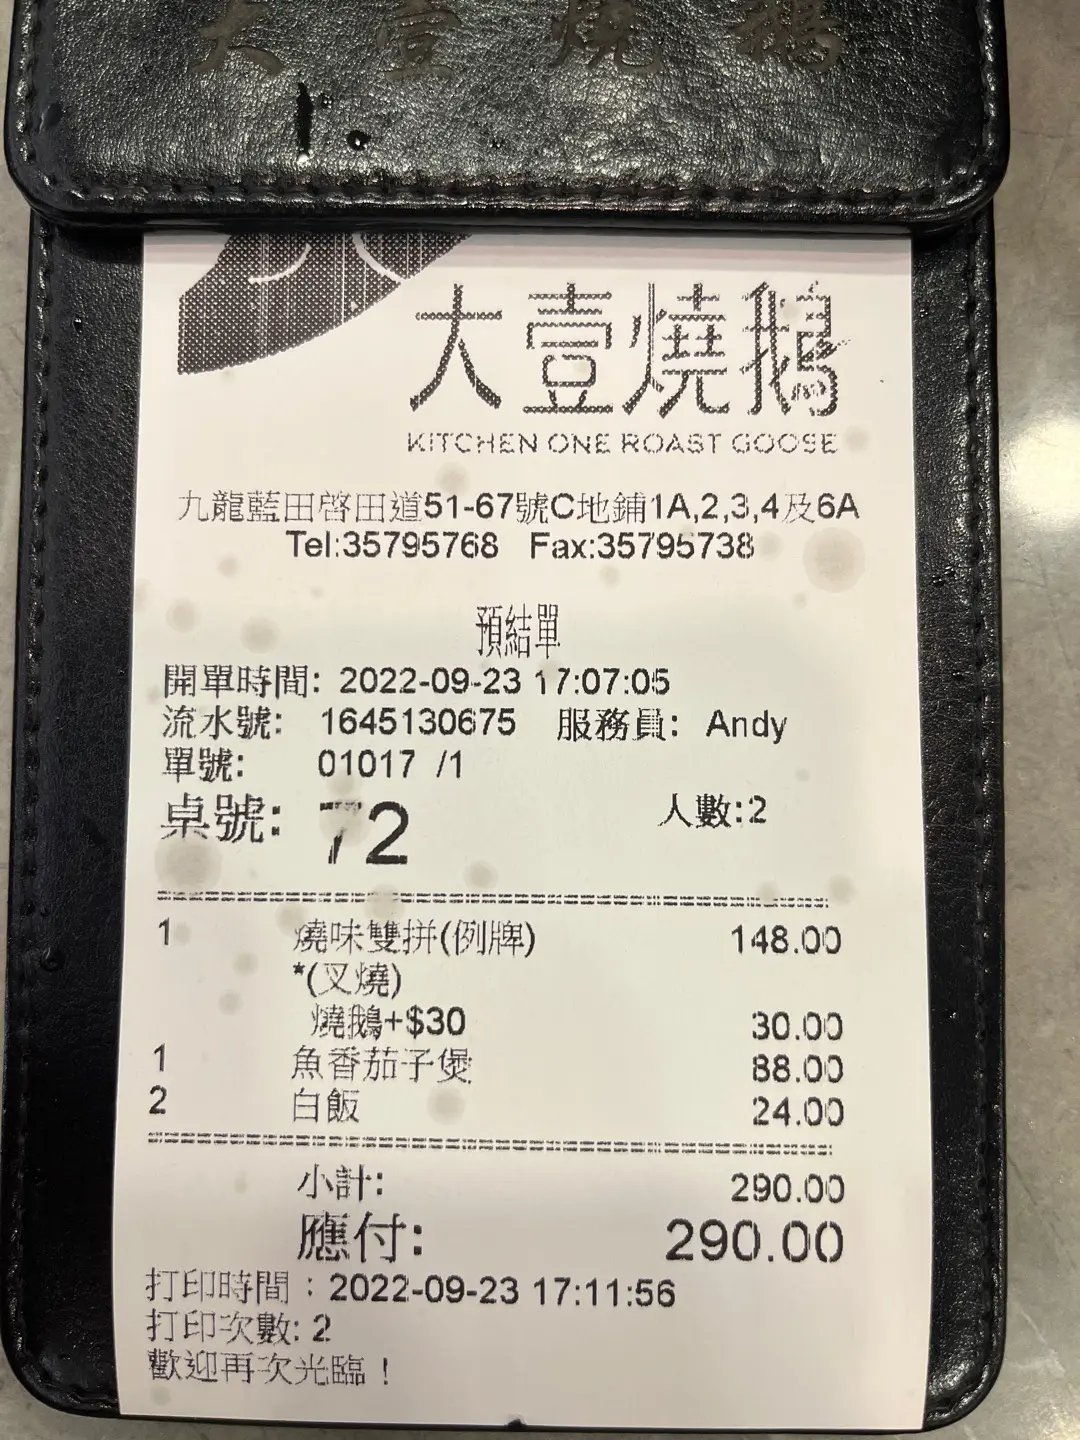 大壹燒鵝
大壹燒鵝
KITCHEN ONE ROAST GOOSE
九龍藍田啓田道51-67號C地鋪1A,2,3,4及6A
Tel:35795768 Fax:35795738
預結單
開單時間: 2022-09-23 17:07:05
流水號: 1645130675 服務員: Andy
單號: 01017 /1
桌號: 72 人數:2
1 燒味雙拼(例牌) 148.00
*(叉燒)
燒鵝+$30 30.00
1 魚香茄子煲 88.00
2 白飯 24.00
小計: 290.00
應付: 290.00
打印時間：2022-09-23 17:11:56
打印次數: 2
歡迎再次光臨！